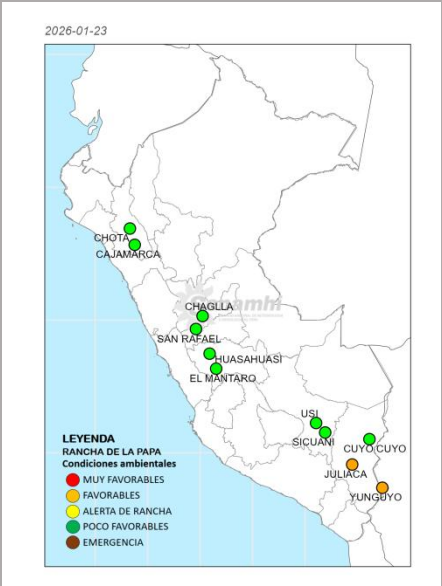 2026-01-23
CHOTA
CAJAMARCA
CHAGLLA
SAN RAFAEL
HUASAHUASI
EL MANTARO
USI
SICUANI
CUYO CUYO
JULIACA
YUNGUYO
LEYENDA
RANCHA DE LA PAPA
Condiciones ambientales
MUY FAVORABLES
FAVORABLES
ALERTA DE RANCHA
POCO FAVORABLES
EMERGENCIA